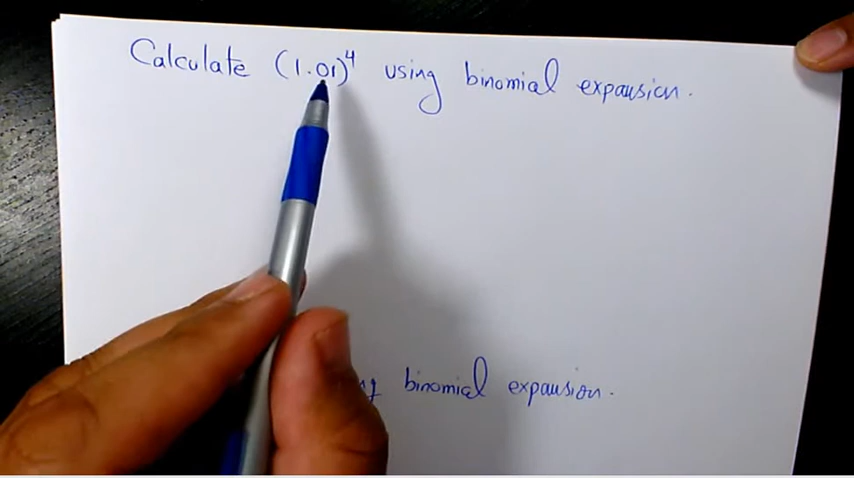 Calculate (1.01)⁴ using binomial expansion.
binomial expansion.